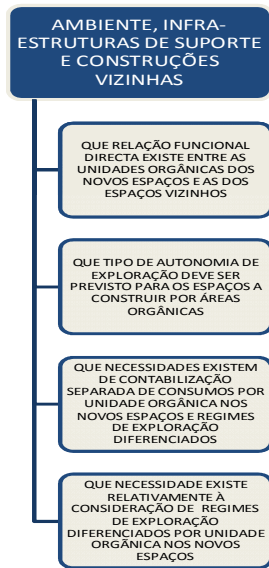 AMBIENTE, INFRA-
ESTRUTURAS DE SUPORTE
E CONSTRUÇÕES
VIZINHAS
QUE RELAÇÃO FUNCIONAL
DIRECTA EXISTE ENTRE AS
UNIDADES ORGÂNICAS DOS
NOVOS ESPAÇOS E AS DOS
ESPAÇOS VIZINHOS
QUE TIPO DE AUTONOMIA DE
EXPLORAÇÃO DEVE SER
PREVISTO PARA OS ESPAÇOS A
CONSTRUIR POR ÁREAS
ORGÂNICAS
QUE NECESSIDADES EXISTEM
DE CONTABILIZAÇÃO
SEPARADA DE CONSUMOS POR
UNIDADE ORGÂNICA NOS
NOVOS ESPAÇOS E REGIMES
DE EXPLORAÇÃO
DIFERENCIADOS
QUE NECESSIDADE EXISTE
RELATIVAMENTE À
CONSIDERAÇÃO DE REGIMES
DE EXPLORAÇÃO
DIFERENCIADOS POR UNIDADE
ORGÃNICA NOS NOVOS
ESPAÇOS